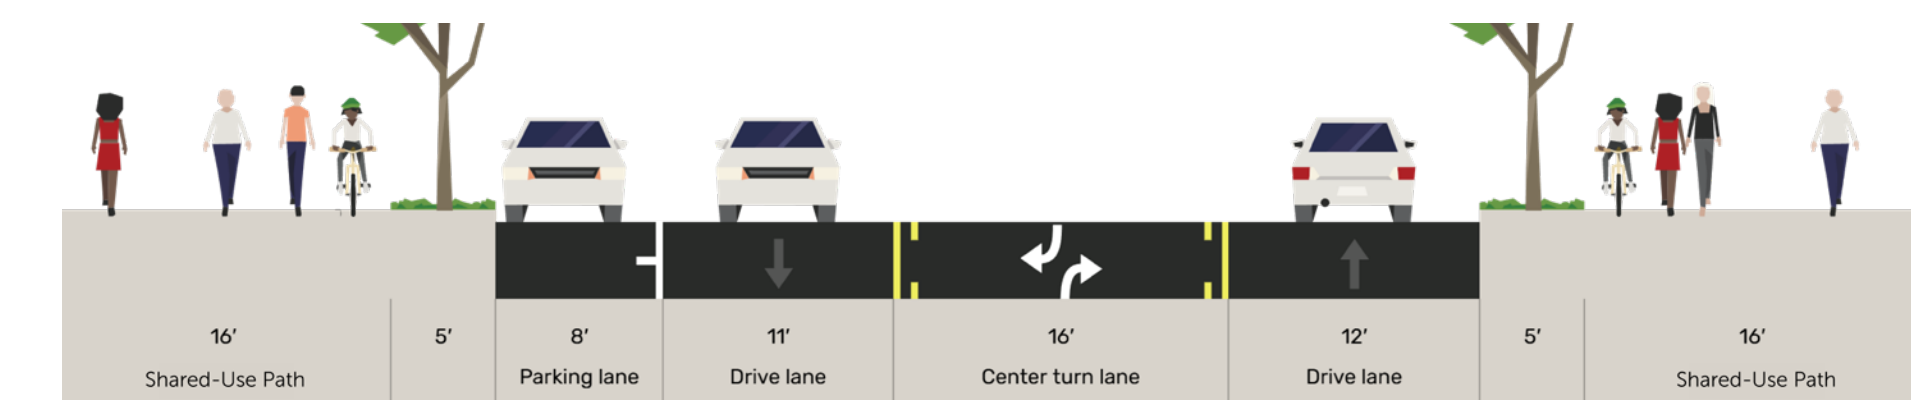 16’ 5’ 8’ 11’ 16’ 12’ 5’ 16’
Shared-Use Path Parking lane Drive lane Center turn lane Drive lane Shared-Use Path